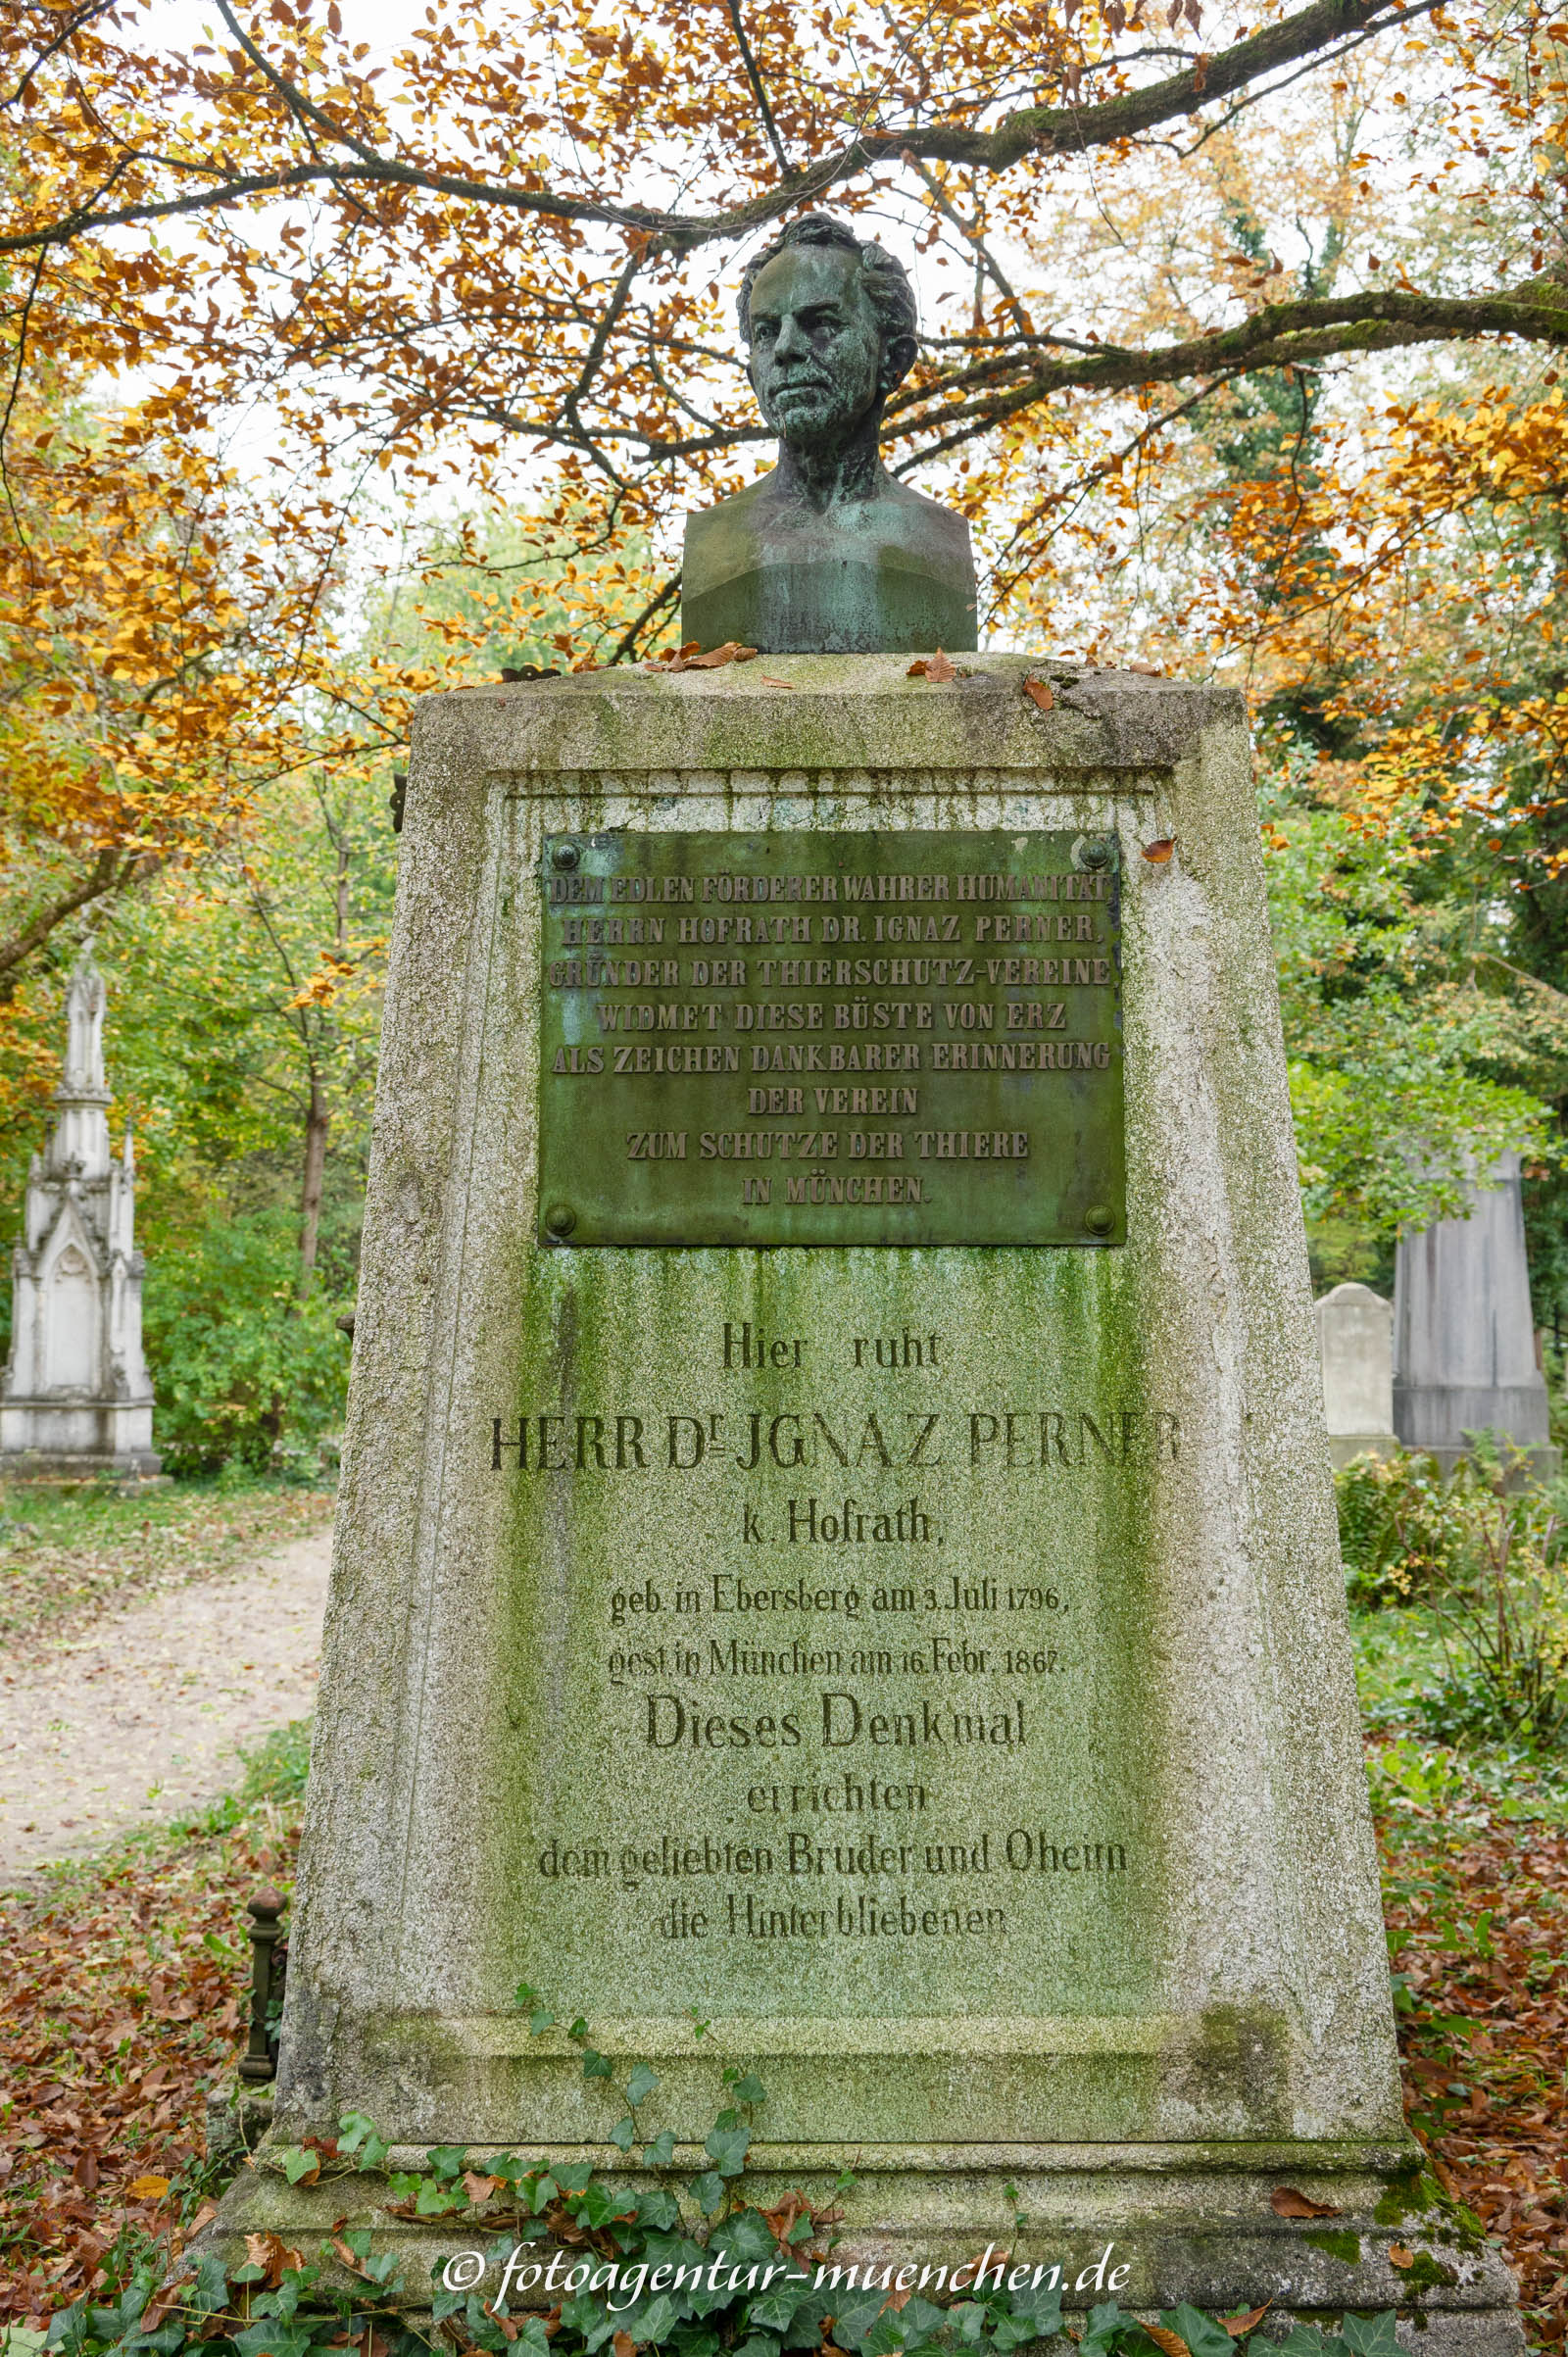 DEM EDLEN FÖRDERER WAHRER HUMANITÄT
HERRN HOFRATH DR. IGNAZ PERNER,
GRÜNDER DER THIERSCHUTZ-VEREINE,
WIDMET DIESE BÜSTE VON ERZ
ALS ZEICHEN DANKBARER ERINNERUNG
DER VEREIN
ZUM SCHUTZE DER THIERE
IN MÜNCHEN.
Hier ruht
HERR Dr JGNAZ PERNER
k. Hofrath,
geb. in Ebersberg am 3. Juli 1796,
gest. in München am 16. Febr. 1867.
Dieses Denkmal
errichten
dem geliebten Bruder und Oheim
die Hinterbliebenen
© fotoagentur-muenchen.de